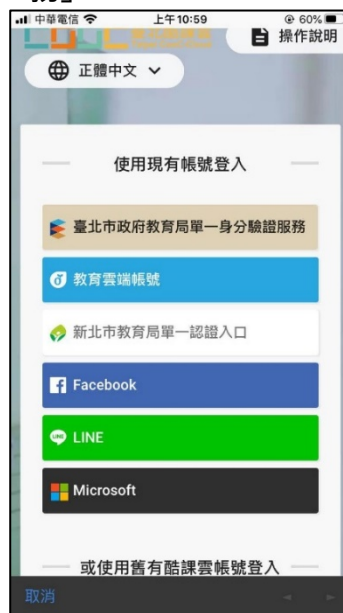 中華電信 上午10:59 60%
操作說明
正體中文
使用現有帳號登入
臺北市政府教育局單一身分驗證服務
教育雲端帳號
新北市教育局單一認證入口
Facebook
LINE
Microsoft
或使用舊有酷課雲帳號登入
取消